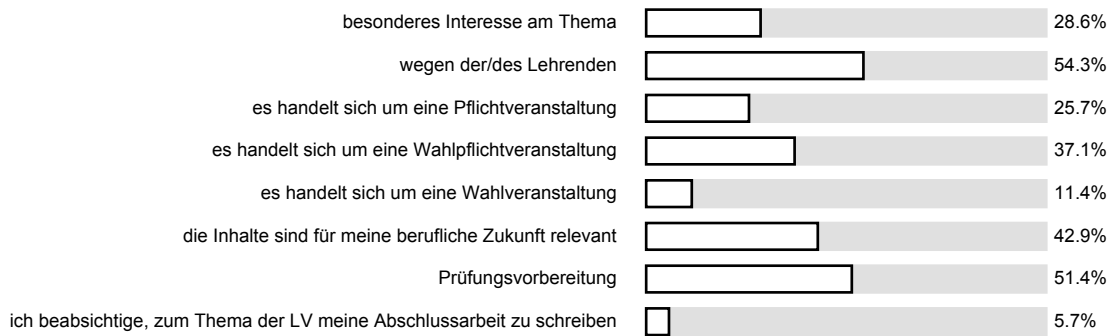 besonderes Interesse am Thema 28.6%
wegen der/des Lehrenden 54.3%
es handelt sich um eine Pflichtveranstaltung 25.7%
es handelt sich um eine Wahlpflichtveranstaltung 37.1%
es handelt sich um eine Wahlveranstaltung 11.4%
die Inhalte sind für meine berufliche Zukunft relevant 42.9%
Prüfungsvorbereitung 51.4%
ich beabsichtige, zum Thema der LV meine Abschlussarbeit zu schreiben 5.7%